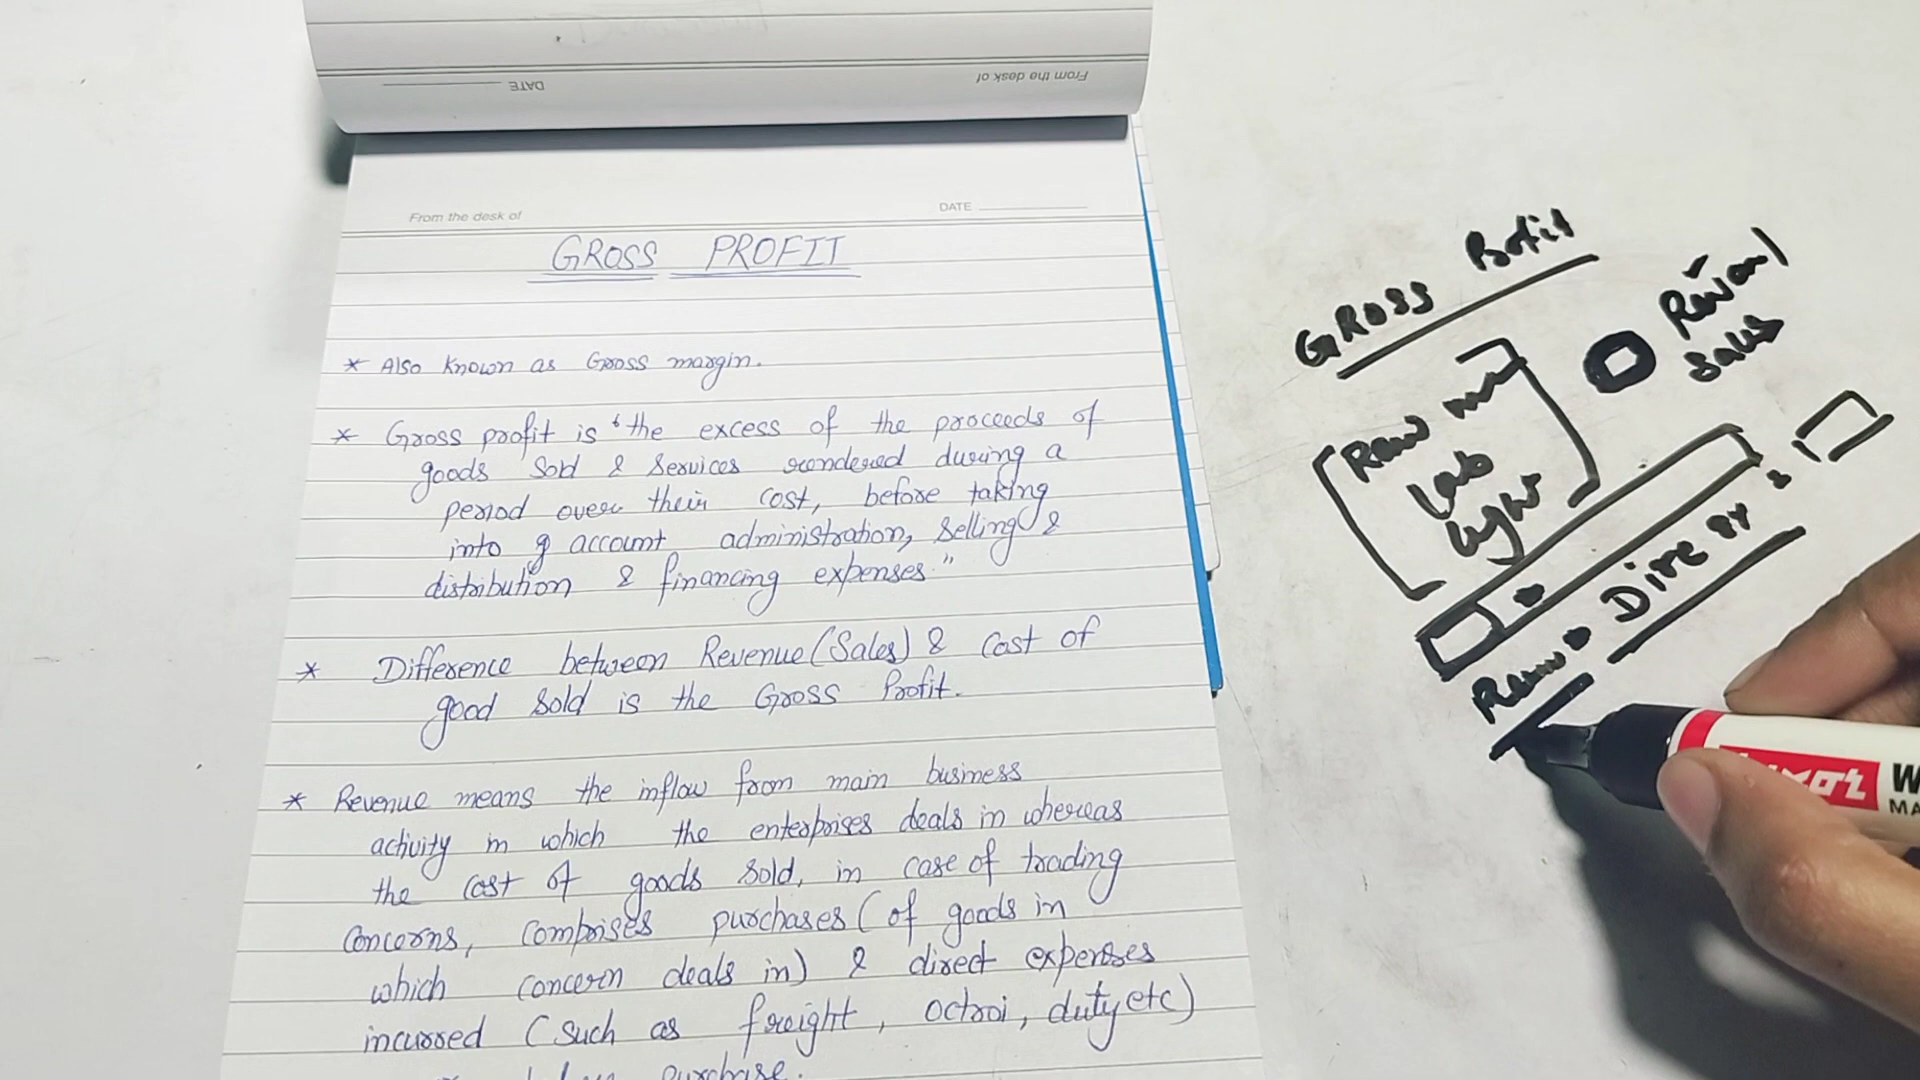 DATE
From the desk of
From the desk of
DATE
GROSS PROFIT
* Also known as Gross margin.
* Gross profit is "the excess of the proceeds of
goods sold & services rendered during a
period over their cost, before taking
into account administration, selling &
distribution & financing expenses."
* Difference between Revenue (Sales) & Cost of
good sold is the Gross Profit.
* Revenue means the inflow from main business
activity in which the enterprises deals in whereas
the cost of goods sold, in case of trading
concerns, comprises purchases (of goods in
which concern deals in) & direct expenses
incurred (such as freight, octroi, duty etc)
purchase.
GROSS Profit
Sales
Raw
Lab
W
MA